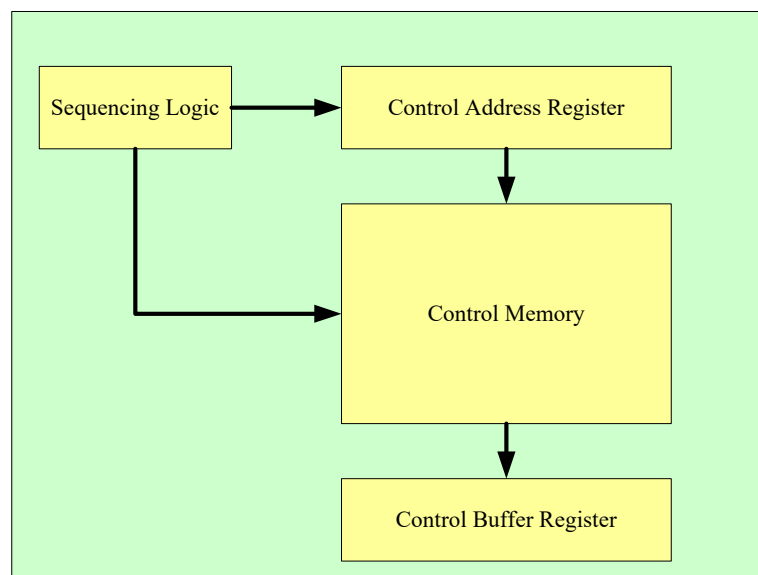 Sequencing Logic
Control Address Register
Control Memory
Control Buffer Register